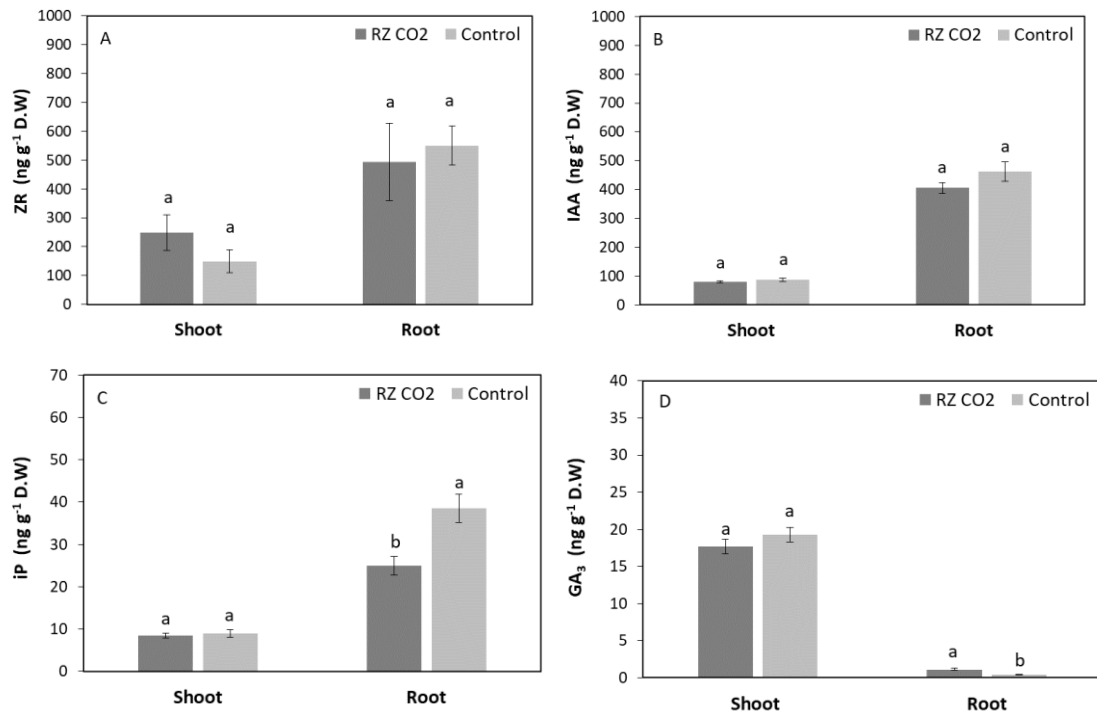 A
RZ CO2 Control
ZR (ng g⁻¹ D.W)
1000
900
800
700
600
500
400
300
200
100
0
a
a
a
a
Shoot Root
B
RZ CO2 Control
IAA (ng g⁻¹ D.W)
1000
900
800
700
600
500
400
300
200
100
0
a
a
a
a
Shoot Root
C
RZ CO2 Control
iP (ng g⁻¹ D.W)
70
60
50
40
30
20
10
0
a
a
b
a
Shoot Root
D
RZ CO2 Control
GA₃ (ng g⁻¹ D.W)
40
35
30
25
20
15
10
5
0
a
a
a
b
Shoot Root